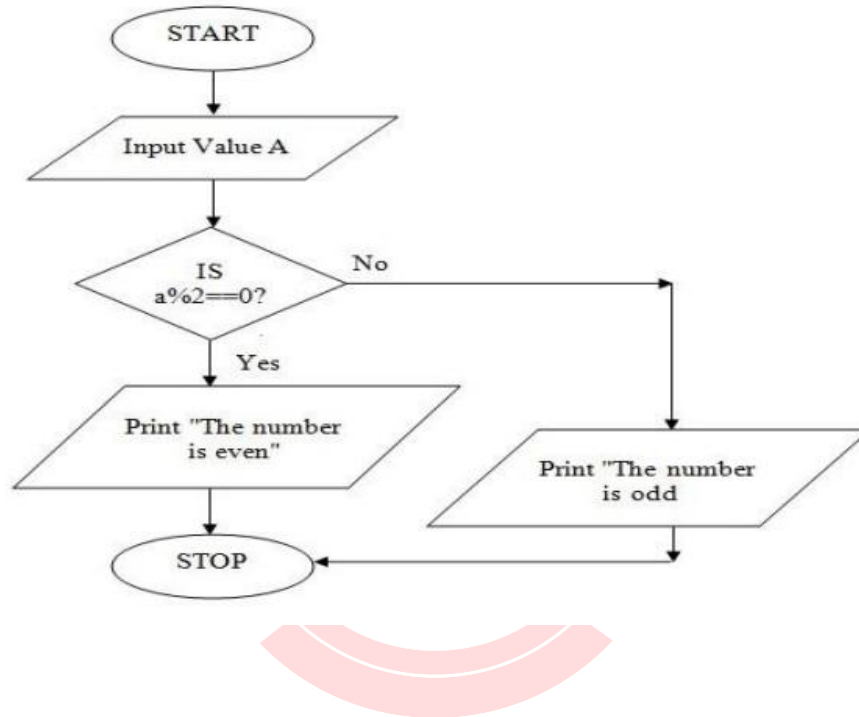 START
Input Value A
IS
a%2==0?
No
Yes
Print "The number
is even"
Print "The number
is odd
STOP